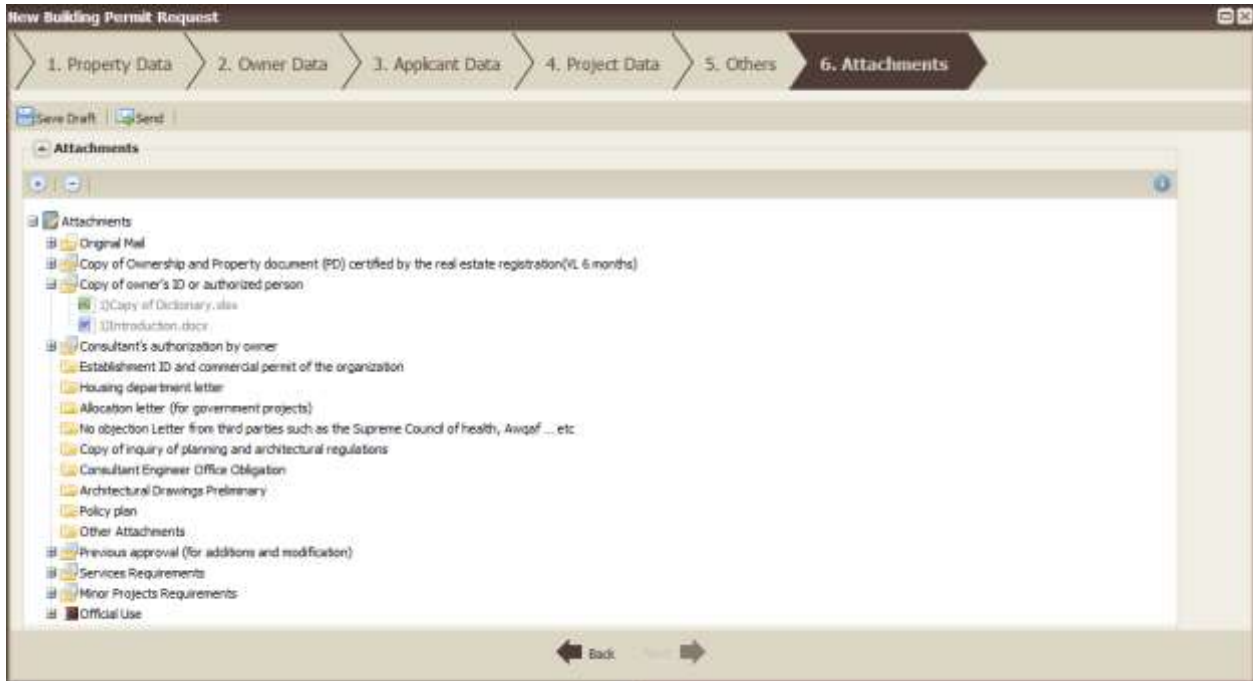 New Building Permit Request
1. Property Data 2. Owner Data 3. Applicant Data 4. Project Data 5. Others 6. Attachments
Save Draft Send
Attachments
Attachments
Original Mail
Copy of Ownership and Property document (PD) certified by the real estate registration(VL 6 months)
Copy of owner's ID or authorized person
1)Copy of Dictionary.xlsx
1)Introduction.docx
Consultant's authorization by owner
Establishment ID and commercial permit of the organization
Housing department letter
Allocation letter (for government projects)
No objection Letter from third parties such as the Supreme Council of health, Awqaf ... etc
Copy of inquiry of planning and architectural regulations
Consultant Engineer Office Obligation
Architectural Drawings Preliminary
Policy plan
Other Attachments
Previous approval (for additions and modification)
Services Requirements
Minor Projects Requirements
Official Use
Back Next